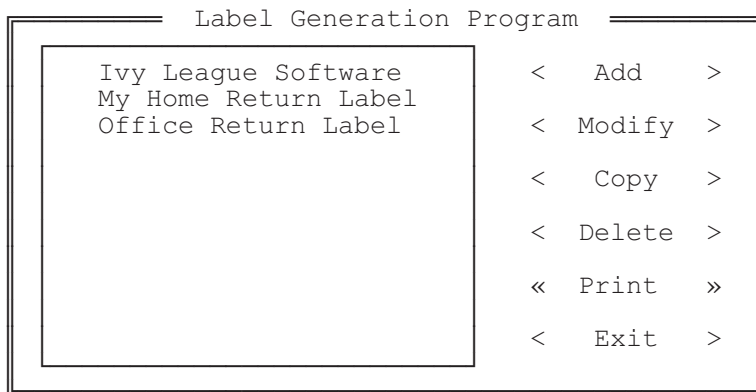 Label Generation Program
Ivy League Software
My Home Return Label
Office Return Label
< Add >
< Modify >
< Copy >
< Delete >
« Print »
< Exit >